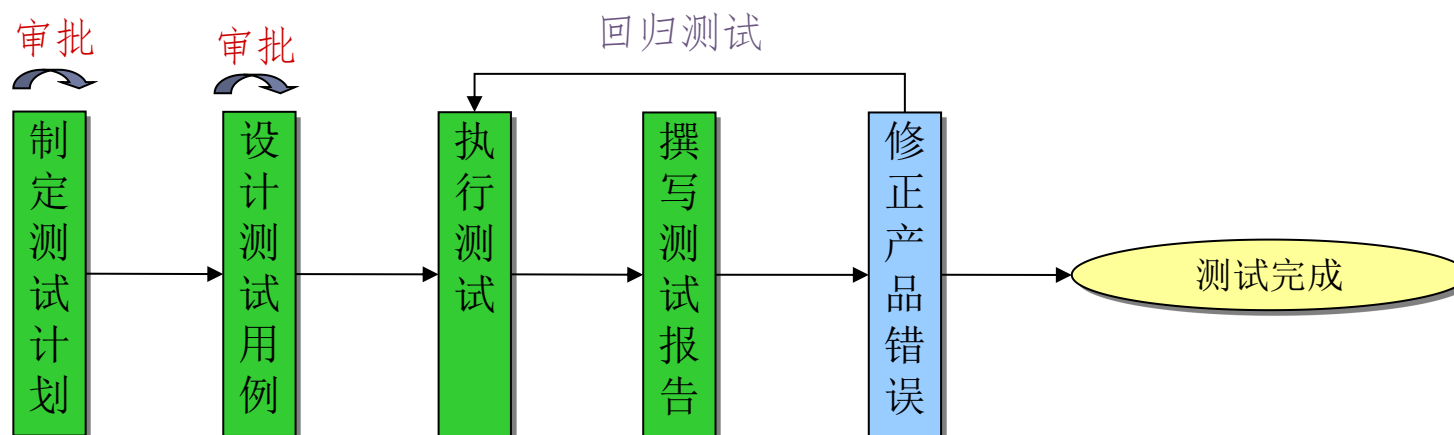 审批
审批
回归测试
制定测试计划
设计测试用例
执行测试
撰写测试报告
修正产品错误
测试完成